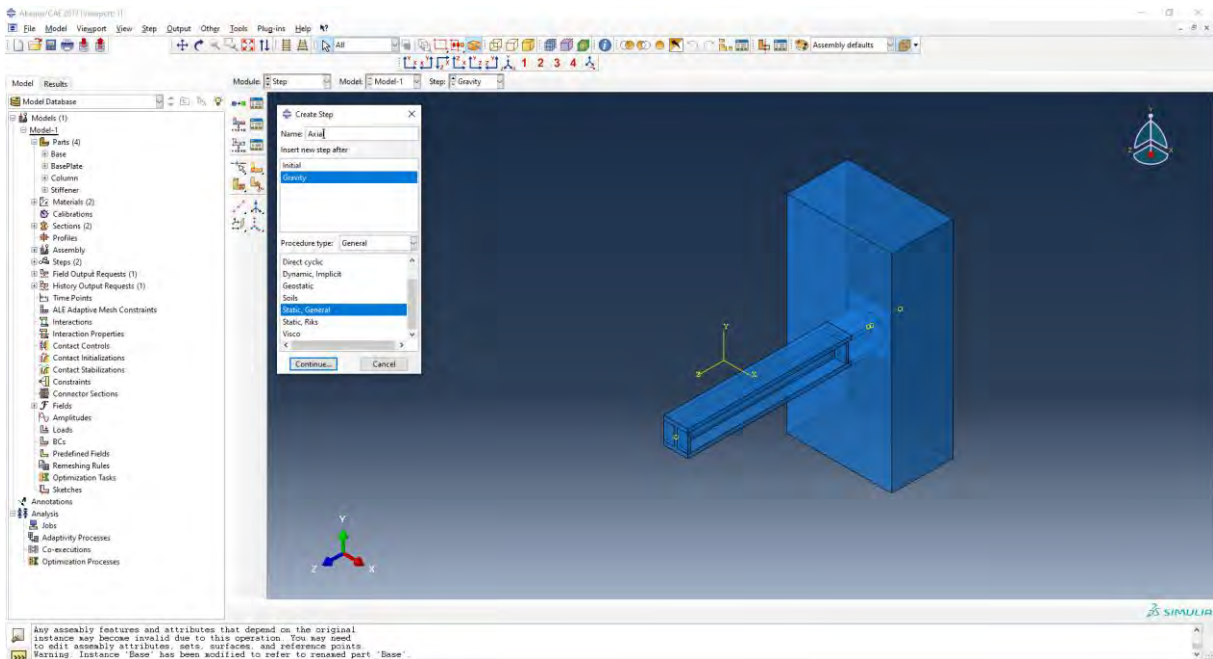 Abaqus/CAE 2017 [Viewport: 1]
File Model Viewport View Step Output Other Tools Plug-ins Help
All
Assembly defaults
1 2 3 4
Model Results
Module: Step Model: Model-1 Step: Gravity
Model Database
Models (1)
Model-1
Parts (4)
Base
BasePlate
Column
Stiffener
Materials (2)
Calibrations
Sections (2)
Profiles
Assembly
Steps (2)
Field Output Requests (1)
History Output Requests (1)
Time Points
ALE Adaptive Mesh Constraints
Interactions
Interaction Properties
Contact Controls
Contact Initializations
Contact Stabilizations
Constraints
Connector Sections
Fields
Amplitudes
Loads
BCs
Predefined Fields
Remeshing Rules
Optimization Tasks
Sketches
Annotations
Analysis
Jobs
Adaptivity Processes
Co-executions
Optimization Processes
Create Step
Name: Axial
Insert new step after
Initial
Gravity
Procedure type: General
Direct cyclic
Dynamic, Implicit
Geostatic
Soils
Static, General
Static, Riks
Visco
Continue...
Cancel
Y
Z
X
Y
Z
X
SIMULIA
Any assembly features and attributes that depend on the original
instance may become invalid due to this operation. You may need
to edit assembly attributes, sets, surfaces, and reference points.
Warning: Instance 'Base' has been modified to refer to renamed part 'Base'.